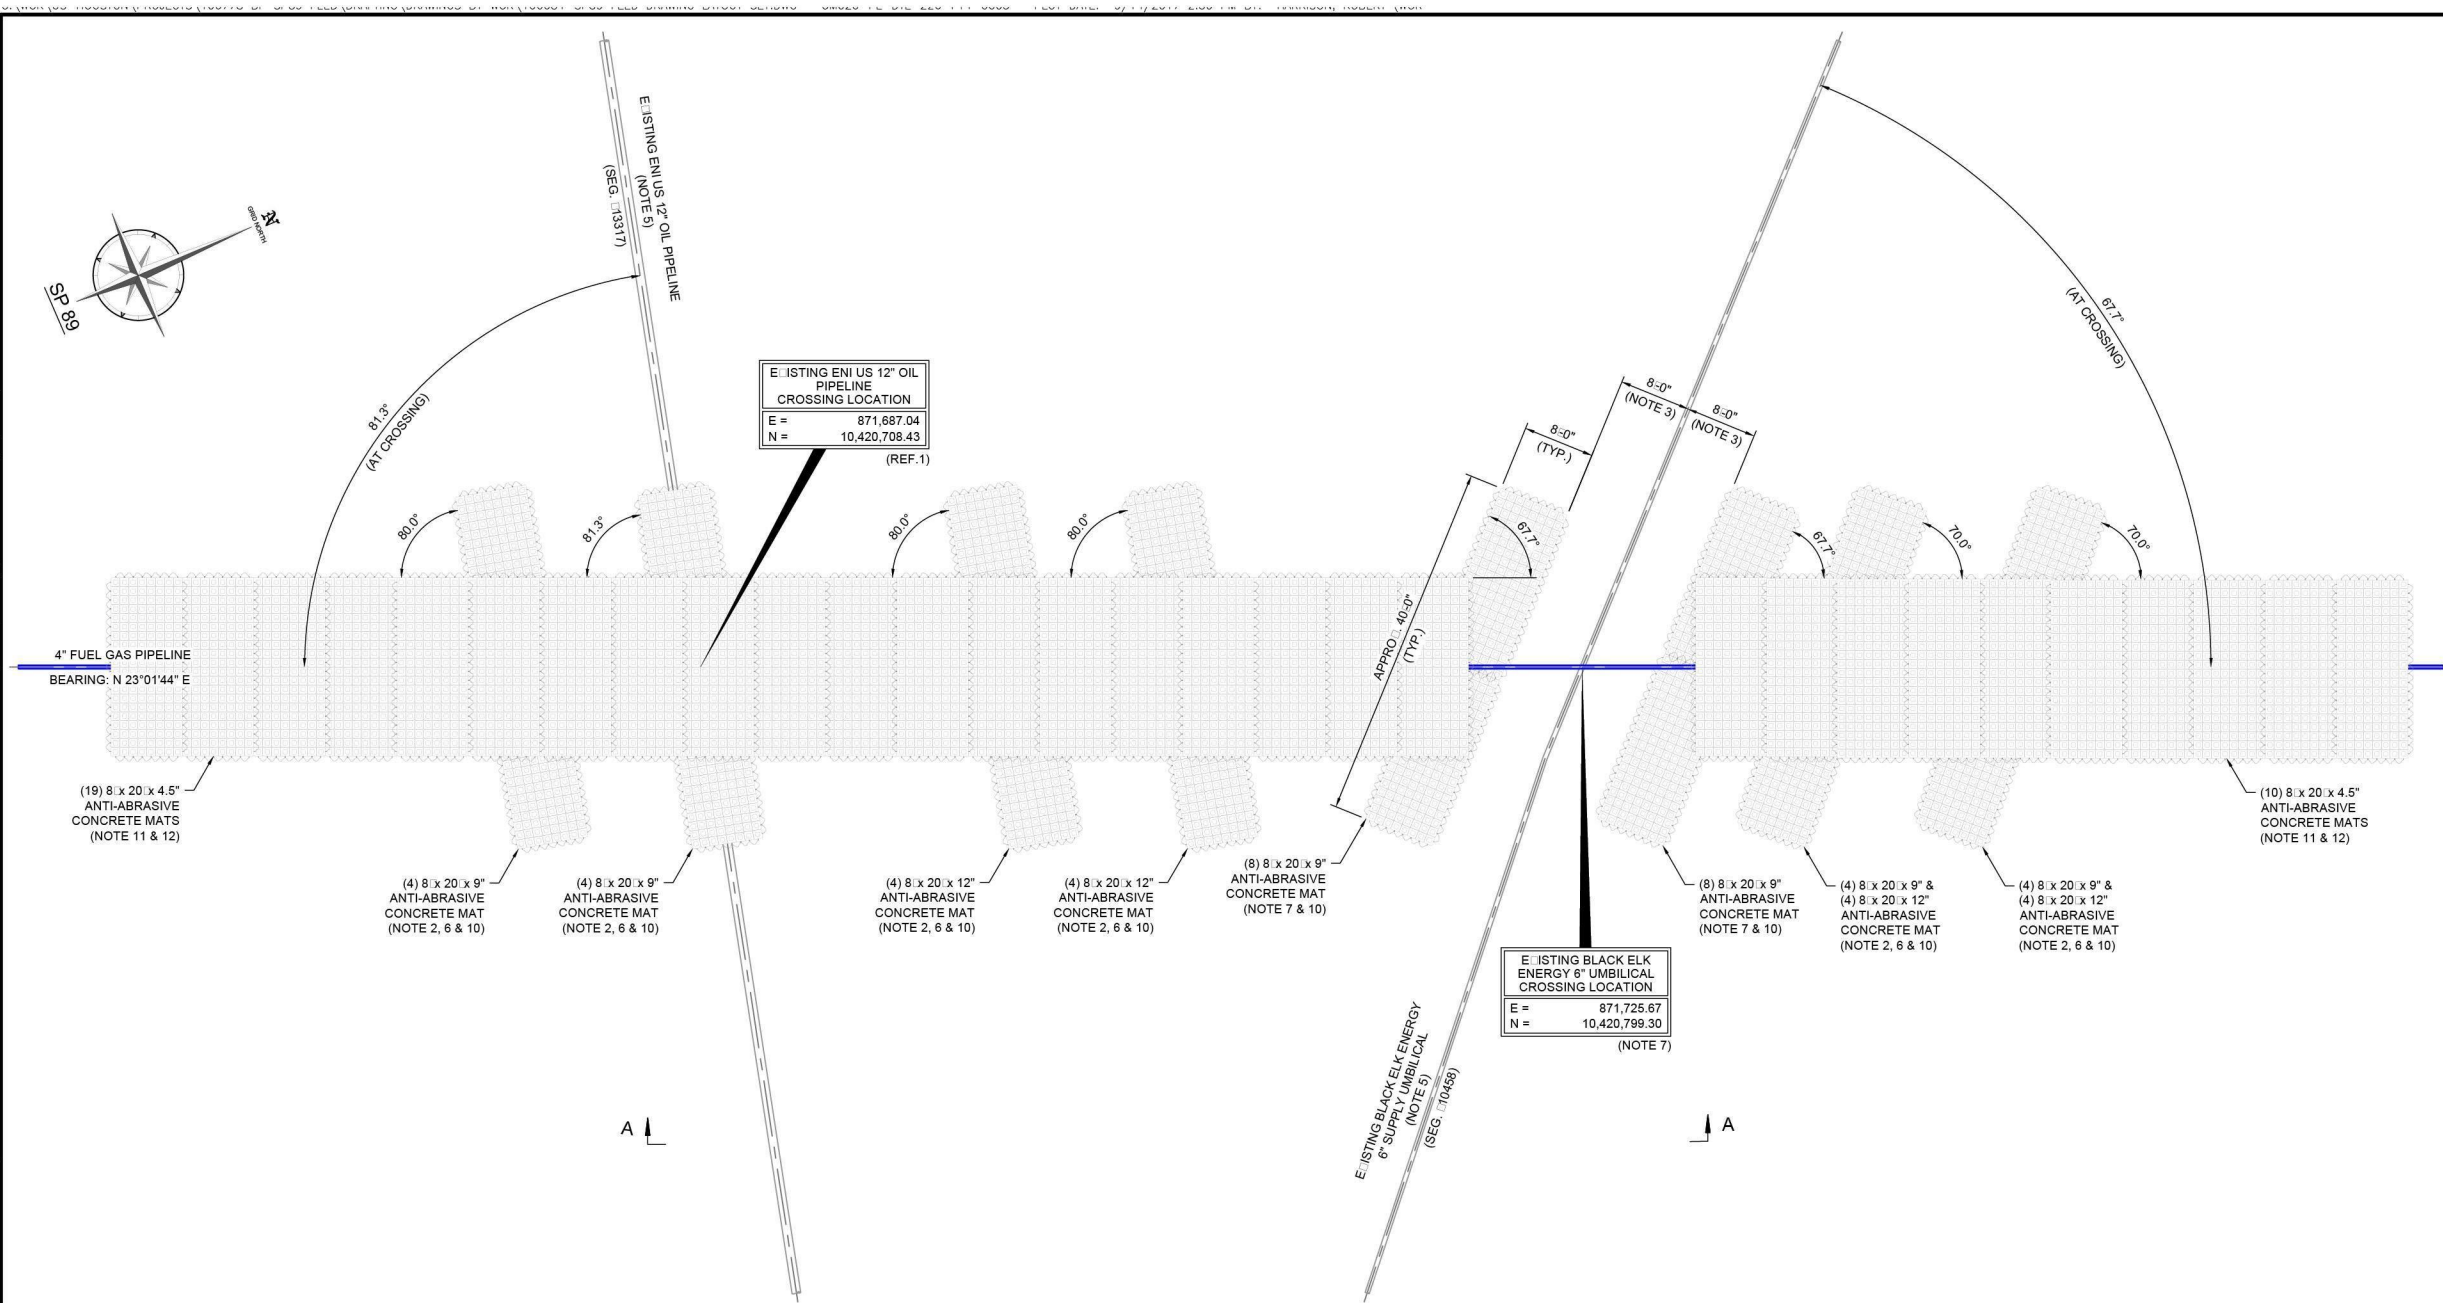 EXISTING ENI US 12" OIL PIPELINE
(NOTE 5)
(SEG. □13317)
GRID NORTH
N
SP 89
81.3°
(AT CROSSING)
E□ISTING ENI US 12" OIL
PIPELINE
CROSSING LOCATION
E = 871,687.04
N = 10,420,708.43
(REF.1)
67.7°
(AT CROSSING)
8□-0"
(NOTE 3)
8□-0"
(NOTE 3)
8□-0"
(TYP.)
80.0°
81.3°
80.0°
80.0°
67.7°
67.7°
70.0°
70.0°
APPRO□. 40□-0"
(TYP.)
4" FUEL GAS PIPELINE
BEARING: N 23°01'44" E
(19) 8□ x 20□ x 4.5"
ANTI-ABRASIVE
CONCRETE MATS
(NOTE 11 & 12)
(4) 8□ x 20□ x 9"
ANTI-ABRASIVE
CONCRETE MAT
(NOTE 2, 6 & 10)
(4) 8□ x 20□ x 9"
ANTI-ABRASIVE
CONCRETE MAT
(NOTE 2, 6 & 10)
(4) 8□ x 20□ x 12"
ANTI-ABRASIVE
CONCRETE MAT
(NOTE 2, 6 & 10)
(4) 8□ x 20□ x 12"
ANTI-ABRASIVE
CONCRETE MAT
(NOTE 2, 6 & 10)
(8) 8□ x 20□ x 9"
ANTI-ABRASIVE
CONCRETE MAT
(NOTE 7 & 10)
(8) 8□ x 20□ x 9"
ANTI-ABRASIVE
CONCRETE MAT
(NOTE 7 & 10)
(4) 8□ x 20□ x 9" &
(4) 8□ x 20□ x 12"
ANTI-ABRASIVE
CONCRETE MAT
(NOTE 2, 6 & 10)
(4) 8□ x 20□ x 9" &
(4) 8□ x 20□ x 12"
ANTI-ABRASIVE
CONCRETE MAT
(NOTE 2, 6 & 10)
(10) 8□ x 20□ x 4.5"
ANTI-ABRASIVE
CONCRETE MATS
(NOTE 11 & 12)
E□ISTING BLACK ELK
ENERGY 6" UMBILICAL
CROSSING LOCATION
E = 871,725.67
N = 10,420,799.30
(NOTE 7)
E□ISTING BLACK ELK ENERGY
6" SUPPLY UMBILICAL
(NOTE 5)
(SEG. □10458)
A
A